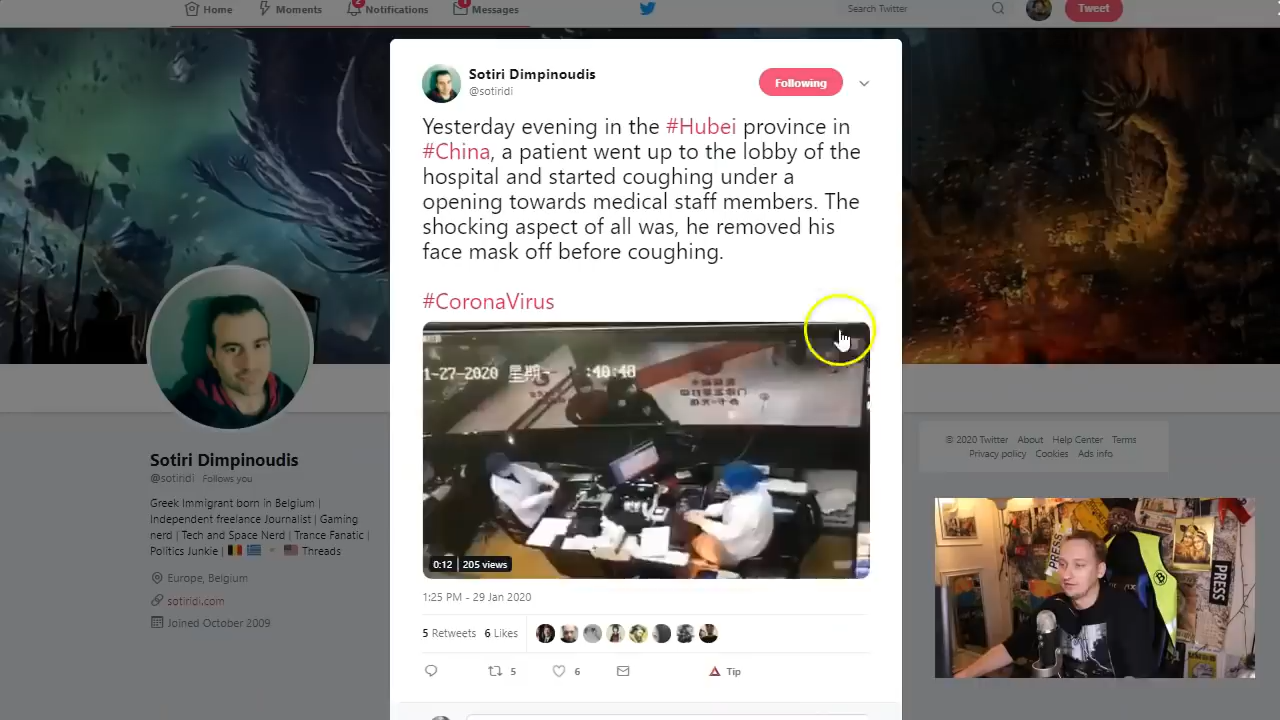 Home
Moments
Notifications
Messages
Search Twitter
Tweet
Sotiri Dimpinoudis
@sotiridi
Following
Yesterday evening in the #Hubei province in
#China, a patient went up to the lobby of the
hospital and started coughing under a
opening towards medical staff members. The
shocking aspect of all was, he removed his
face mask off before coughing.
#CoronaVirus
1-27-2020 星期一 :40:48
0:12 205 views
1:25 PM - 29 Jan 2020
5 Retweets 6 Likes
5
6
Tip
Sotiri Dimpinoudis
@sotiridi Follows you
Greek Immigrant born in Belgium |
Independent freelance Journalist | Gaming
nerd | Tech and Space Nerd | Trance Fanatic |
Politics Junkie | Threads
Europe, Belgium
sotiridi.com
Joined October 2009
© 2020 Twitter About Help Center Terms
Privacy policy Cookies Ads info
PRESS
PRESS